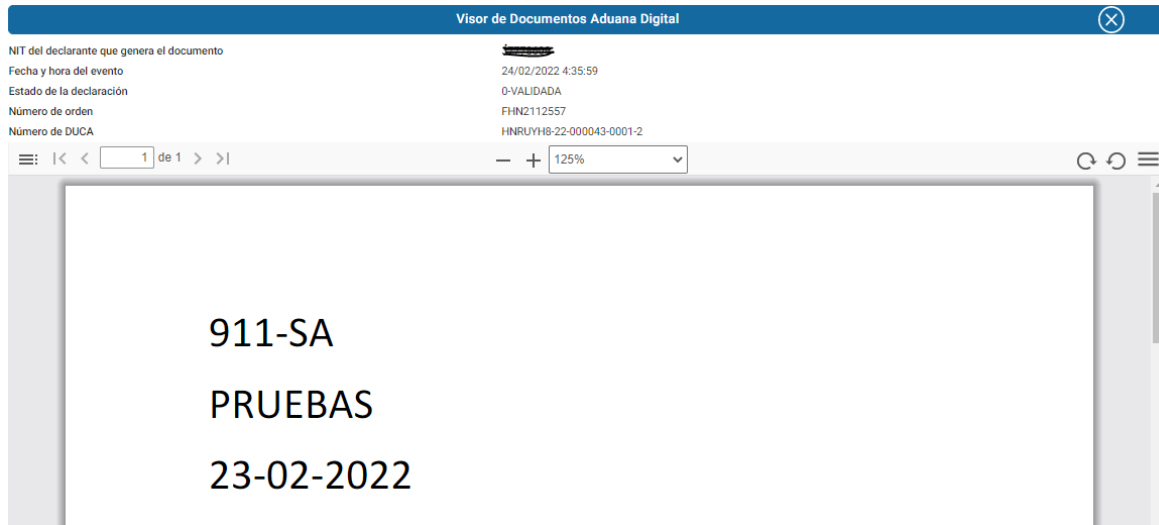 Visor de Documentos Aduana Digital
NIT del declarante que genera el documento
Fecha y hora del evento 24/02/2022 4:35:59
Estado de la declaración 0-VALIDADA
Número de orden FHN2112557
Número de DUCA HNRUYH8-22-000043-0001-2
1 de 1 125%
911-SA
PRUEBAS
23-02-2022